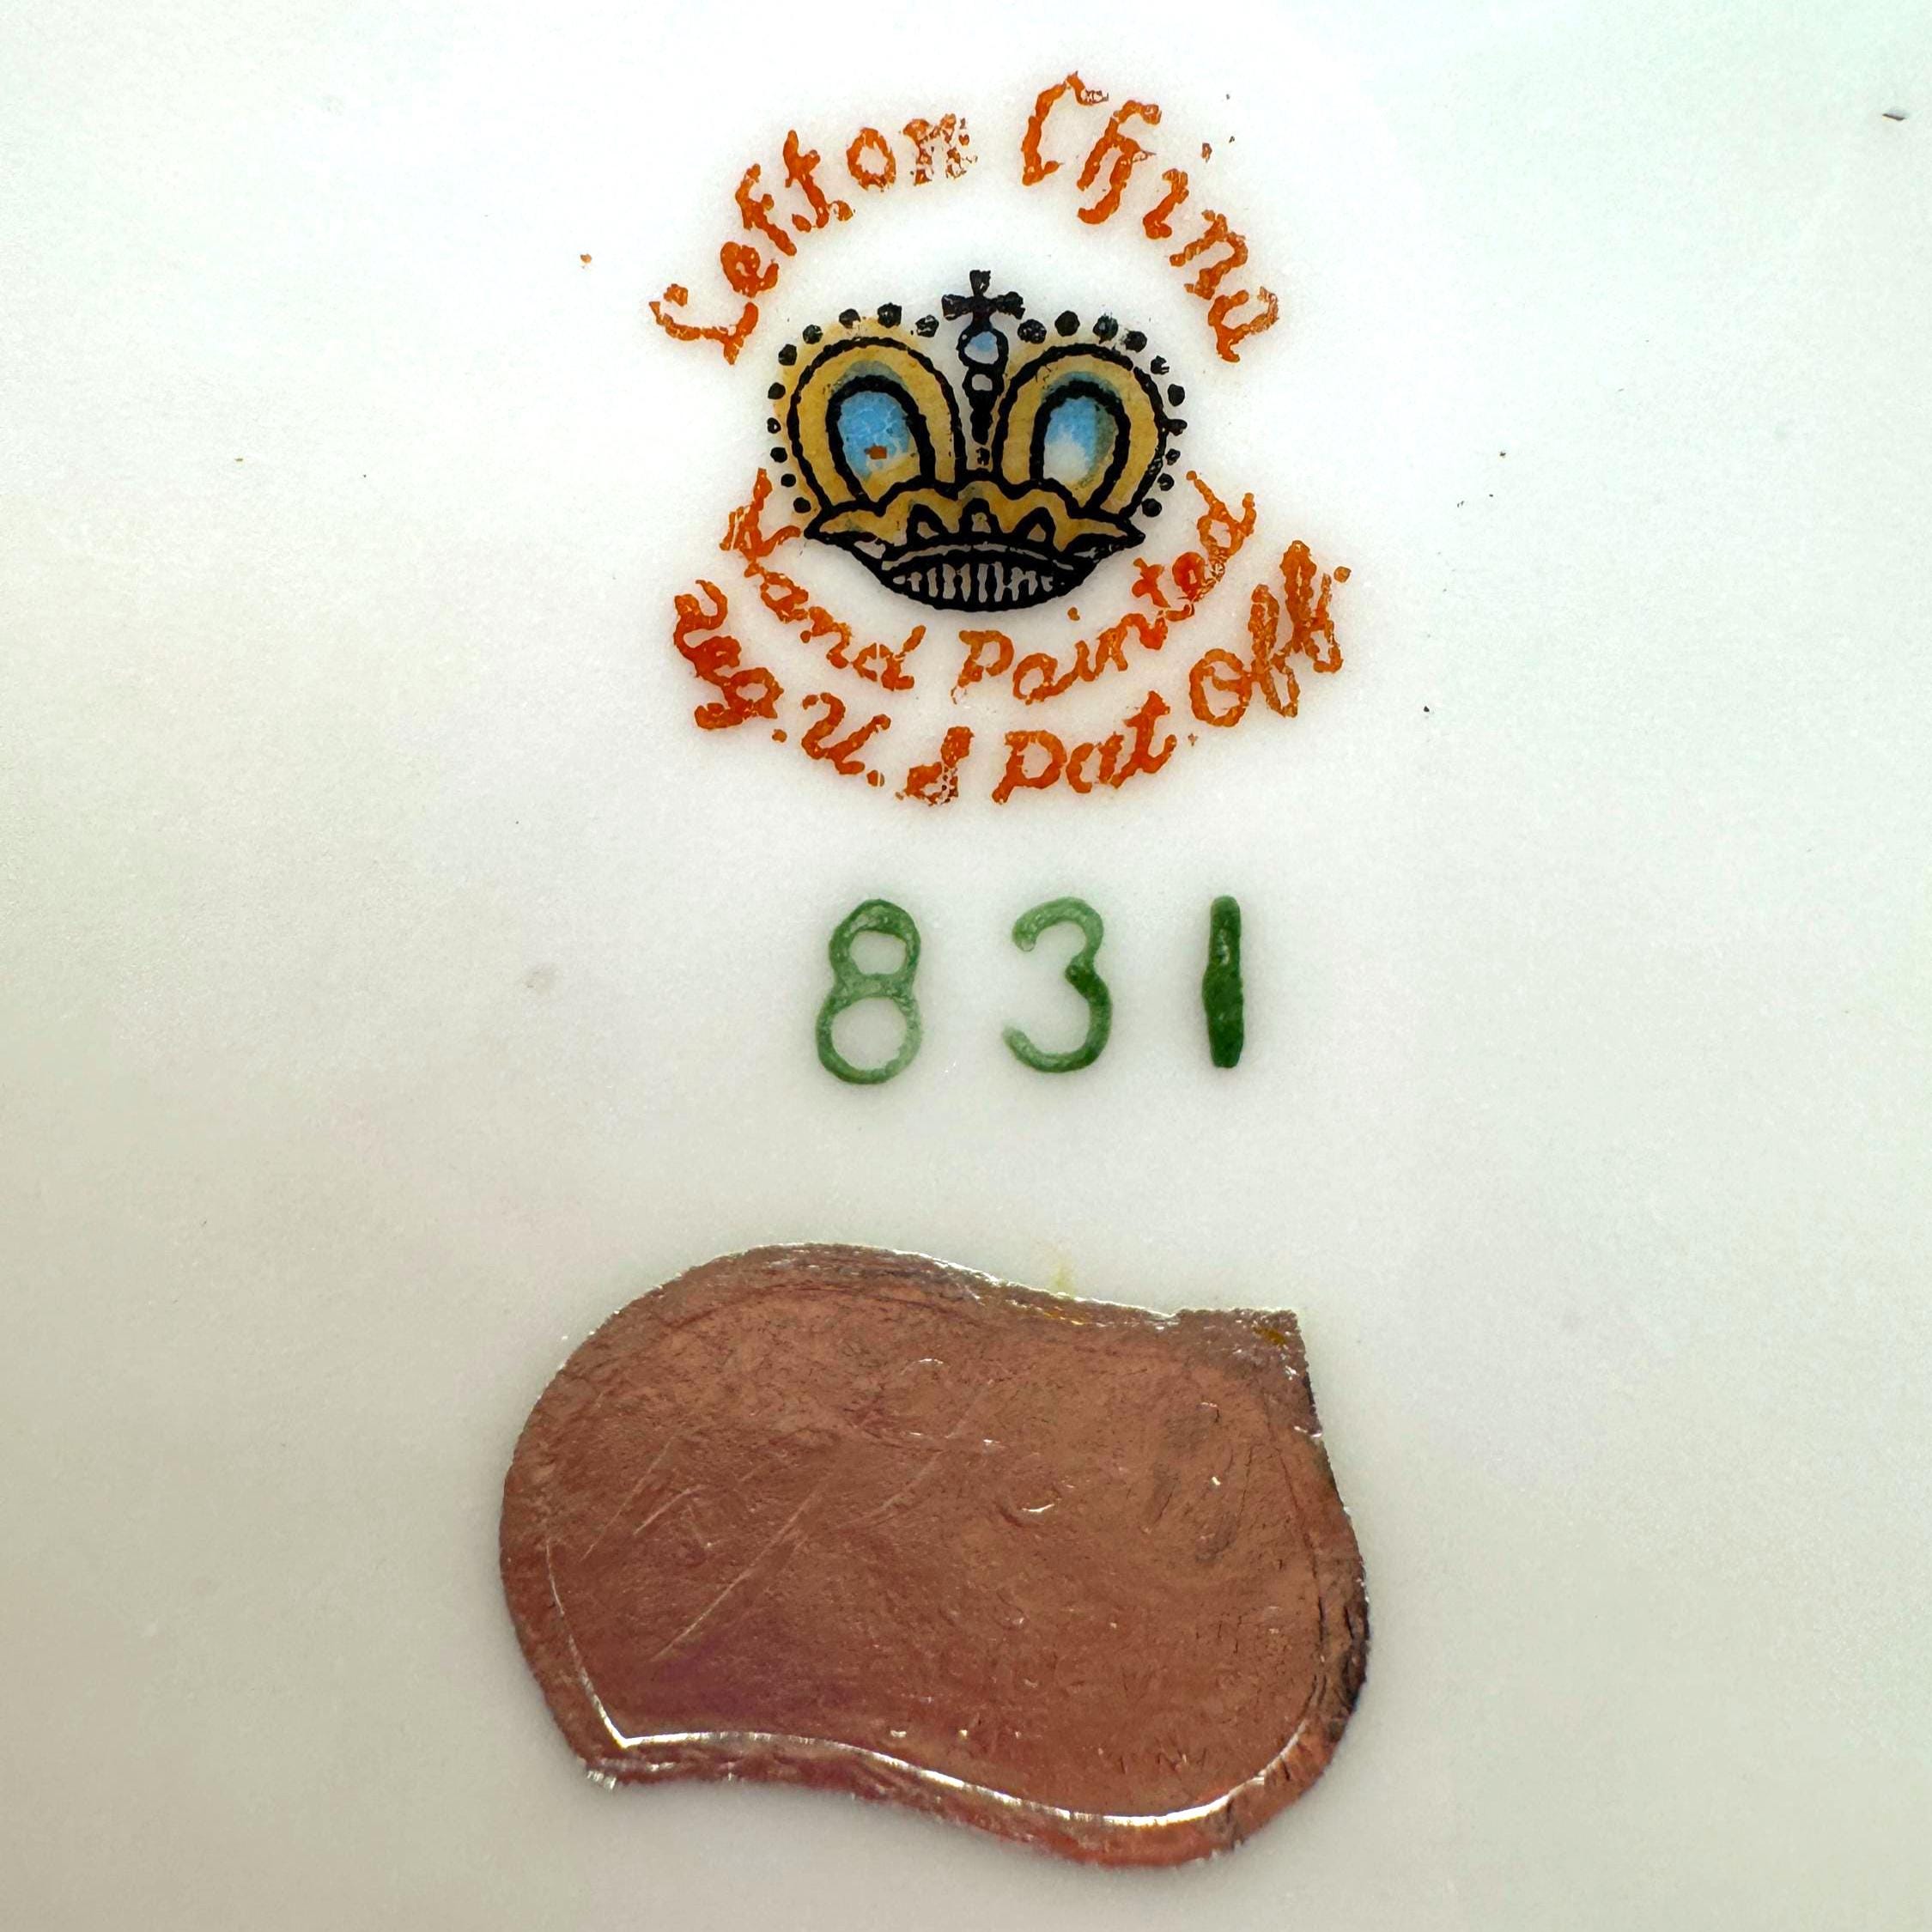 Lefton China
Hand Painted
Reg. U.S Pat. Off.
831